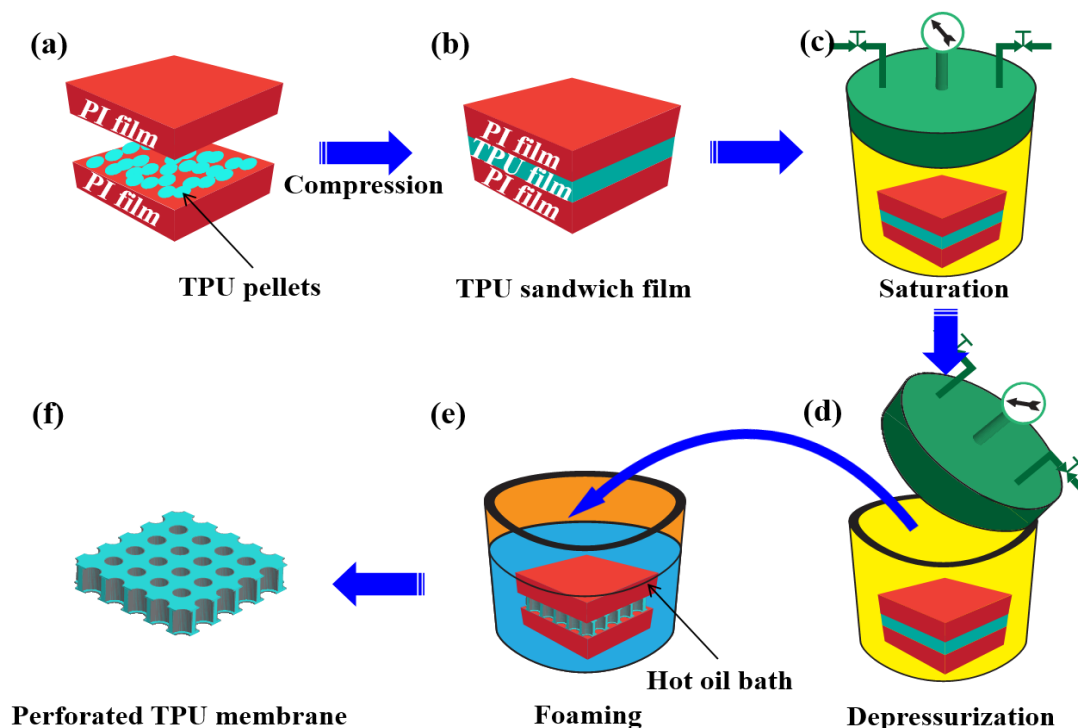 (a)
PI film
PI film
Compression
TPU pellets
(b)
PI film
TPU film
PI film
TPU sandwich film
(c)
Saturation
(d)
Depressurization
(e)
Hot oil bath
Foaming
(f)
Perforated TPU membrane